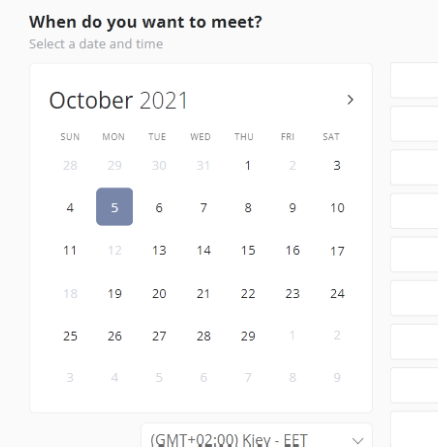 When do you want to meet?
Select a date and time
October 2021
SUN MON TUE WED THU FRI SAT
28 29 30 31 1 2 3
4 5 6 7 8 9 10
11 12 13 14 15 16 17
18 19 20 21 22 23 24
25 26 27 28 29 1 2
3 4 5 6 7 8 9
(GMT+02:00) Kiev - EET